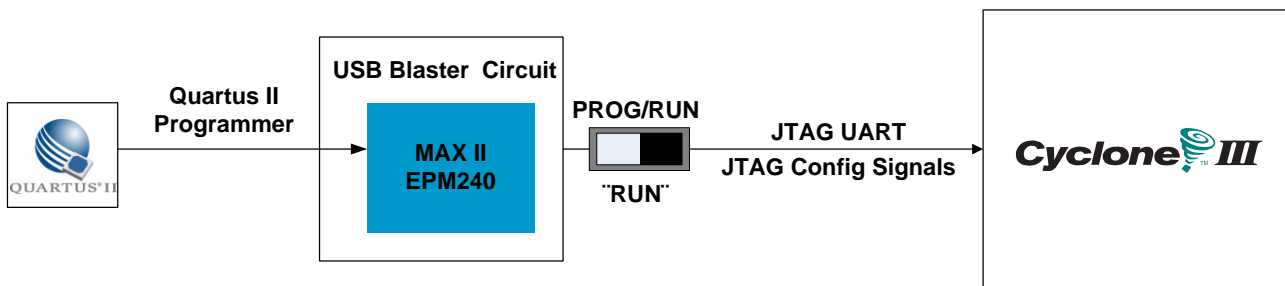 QUARTUS®II
Quartus II
Programmer
USB Blaster Circuit
MAX II
EPM240
PROG/RUN
¨RUN¨
JTAG UART
JTAG Config Signals
Cyclone™ III